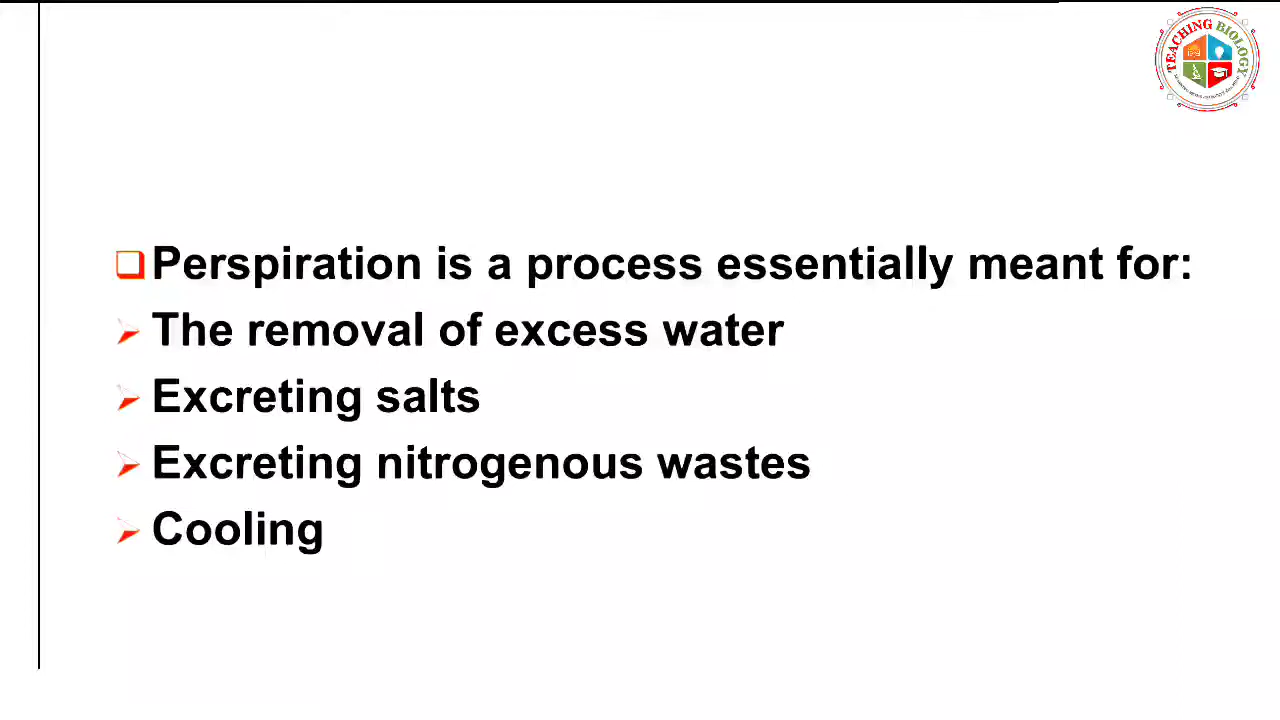 TEACHING BIOLOGY
Perspiration is a process essentially meant for:
The removal of excess water
Excreting salts
Excreting nitrogenous wastes
Cooling